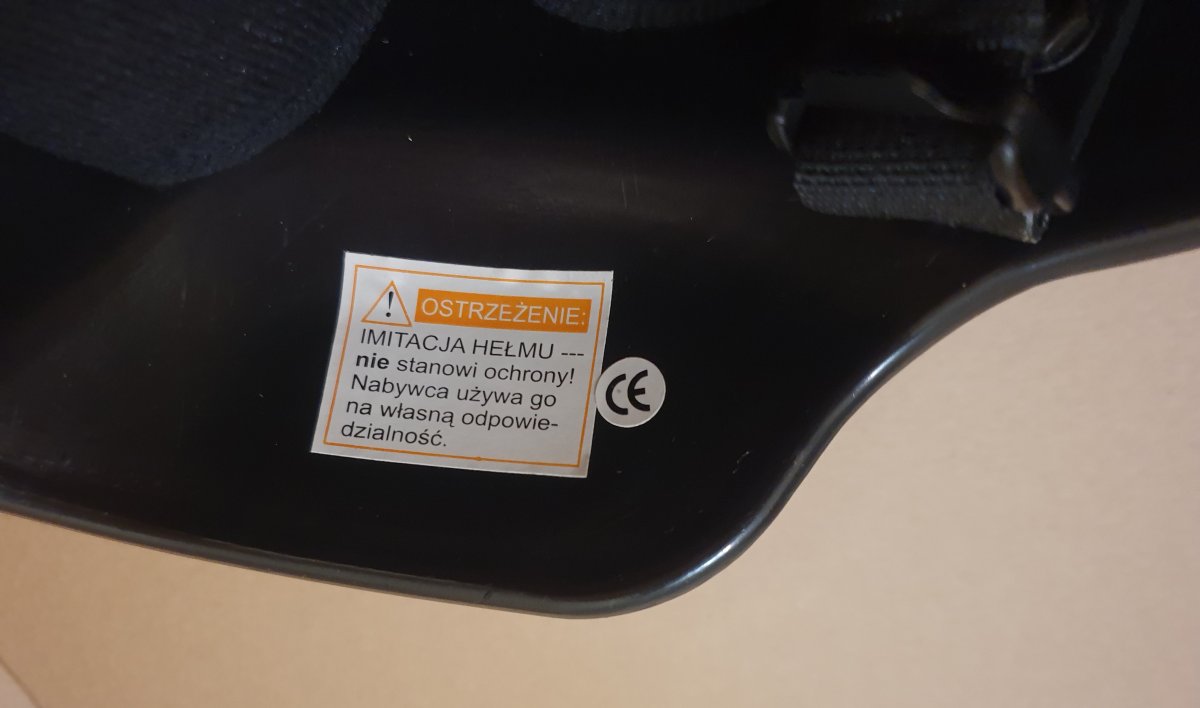 ! OSTRZEŻENIE:
IMITACJA HEŁMU ---
nie stanowi ochrony!
Nabywca używa go
na własną odpowie-
dzialność.
CE